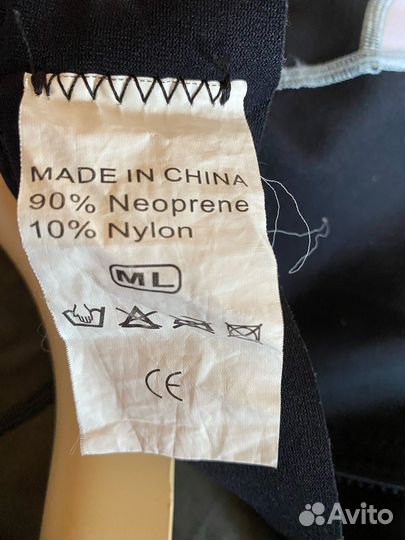 MADE IN CHINA
90% Neoprene
10% Nylon
ML
CE
Avito